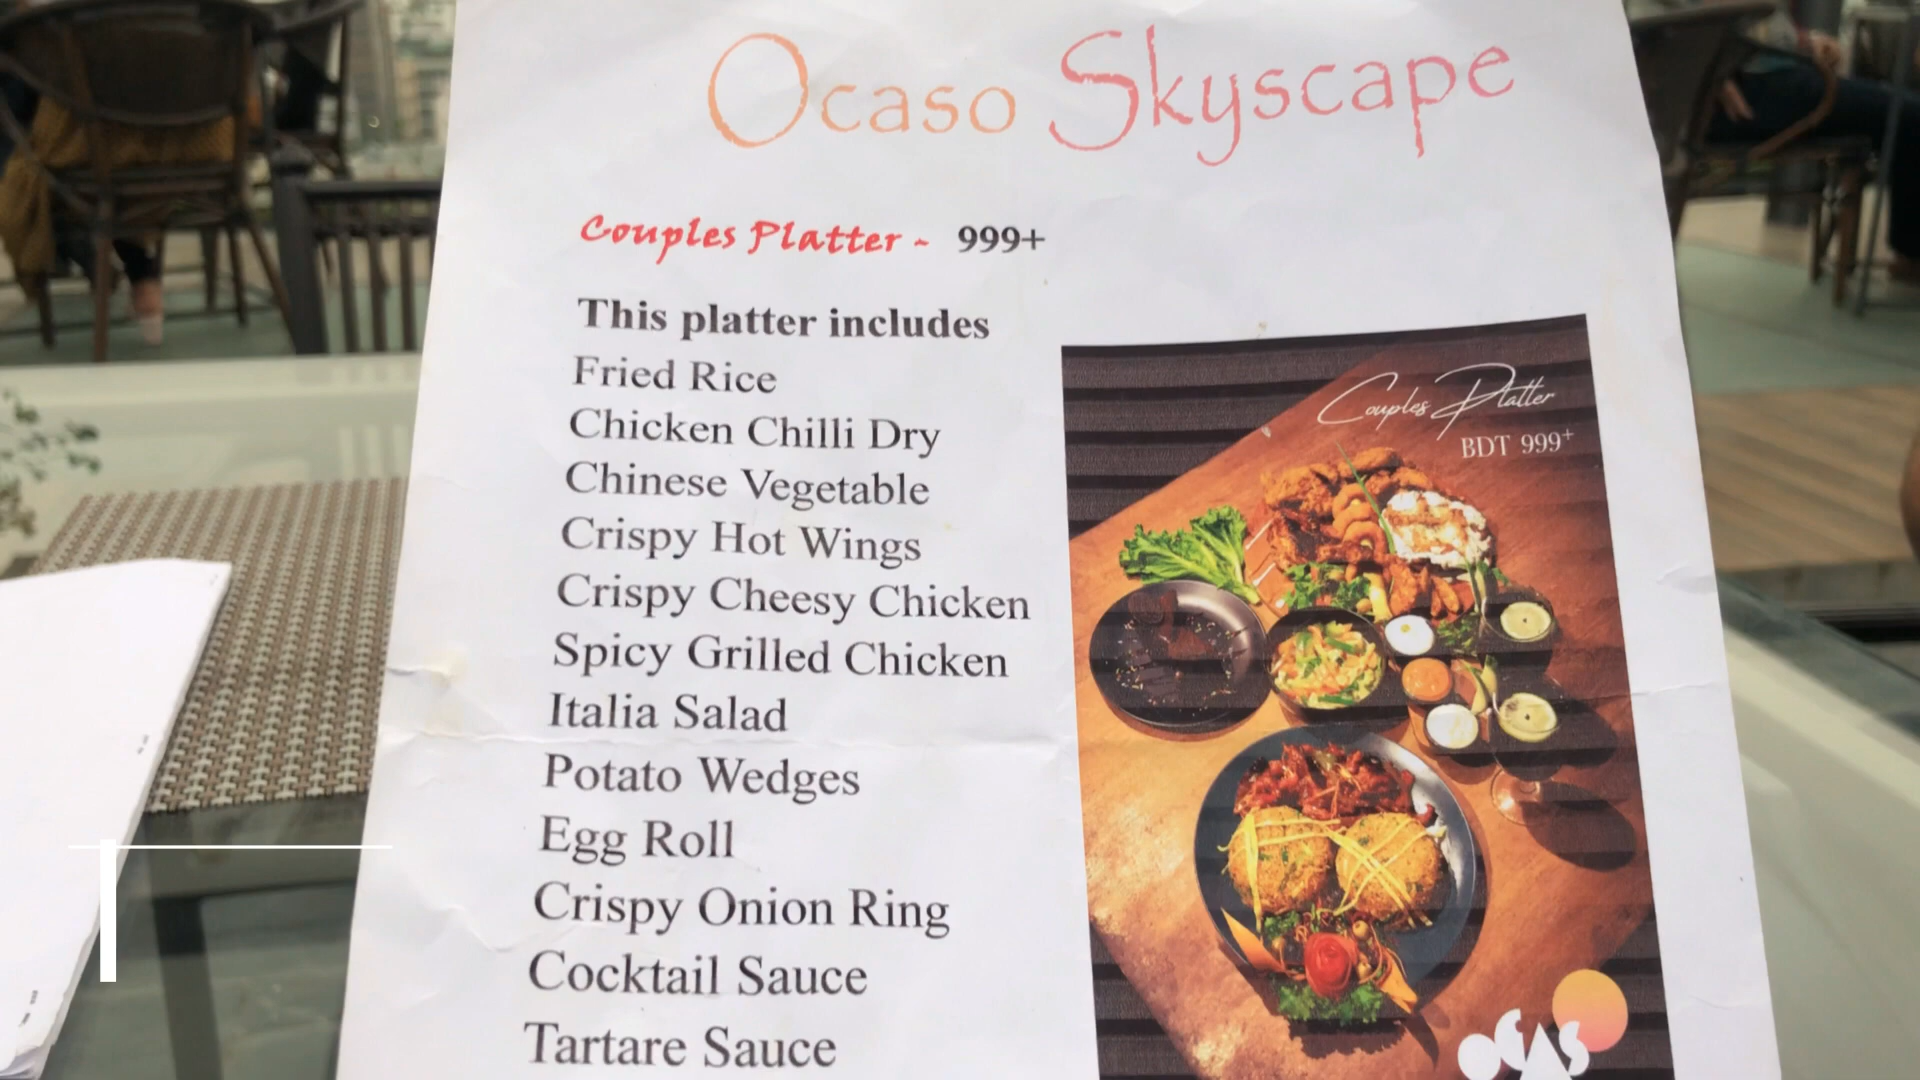 Ocaso Skyscape
Couples Platter - 999+
This platter includes
Fried Rice
Chicken Chilli Dry
Chinese Vegetable
Crispy Hot Wings
Crispy Cheesy Chicken
Spicy Grilled Chicken
Italia Salad
Potato Wedges
Egg Roll
Crispy Onion Ring
Cocktail Sauce
Tartare Sauce
Couples Platter
BDT 999+